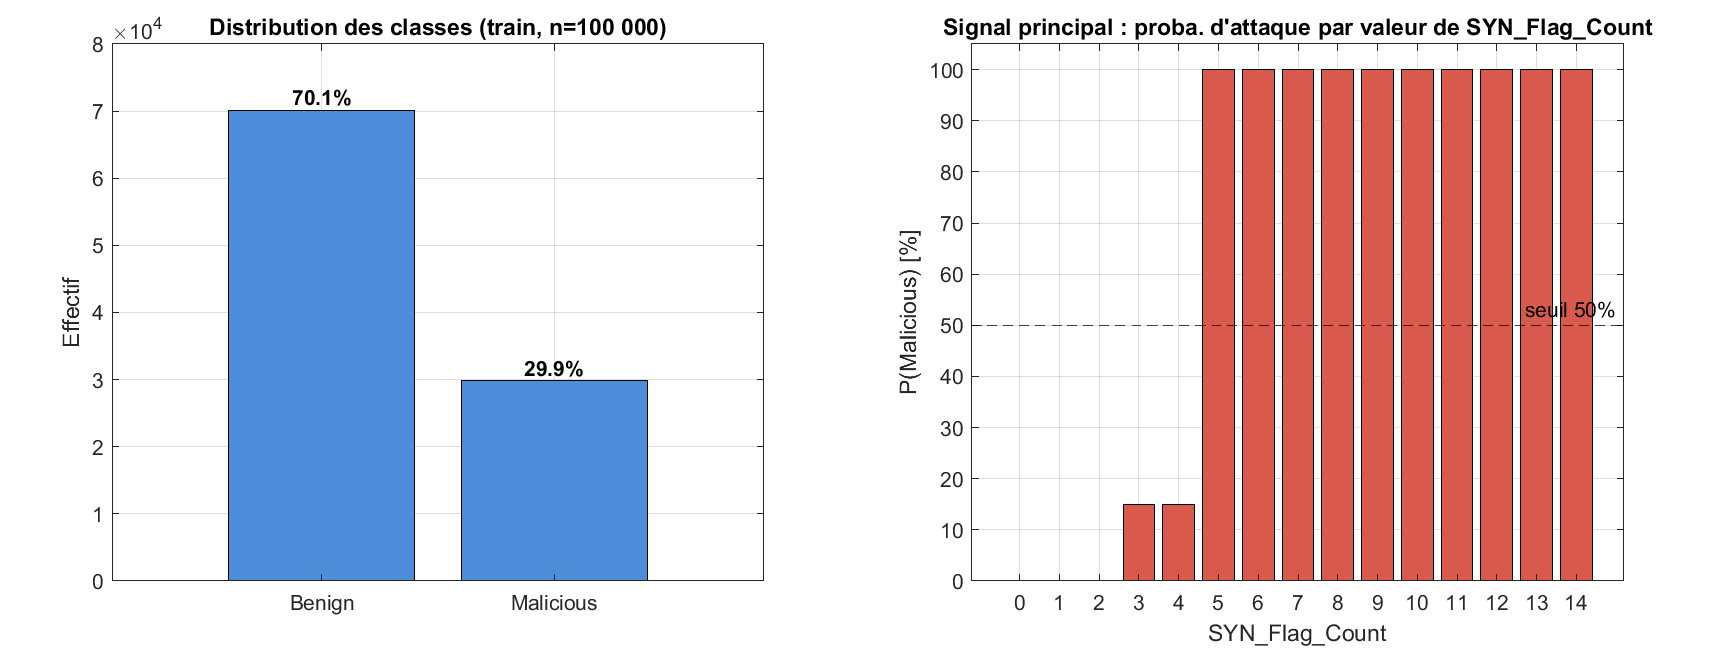 Distribution des classes (train, n=100 000)
×10⁴
8
7
6
5
4
3
2
1
0
Effectif
70.1%
29.9%
Benign
Malicious
Signal principal : proba. d'attaque par valeur de SYN_Flag_Count
100
90
80
70
60
50
40
30
20
10
0
P(Malicious) [%]
seuil 50%
0 1 2 3 4 5 6 7 8 9 10 11 12 13 14
SYN_Flag_Count